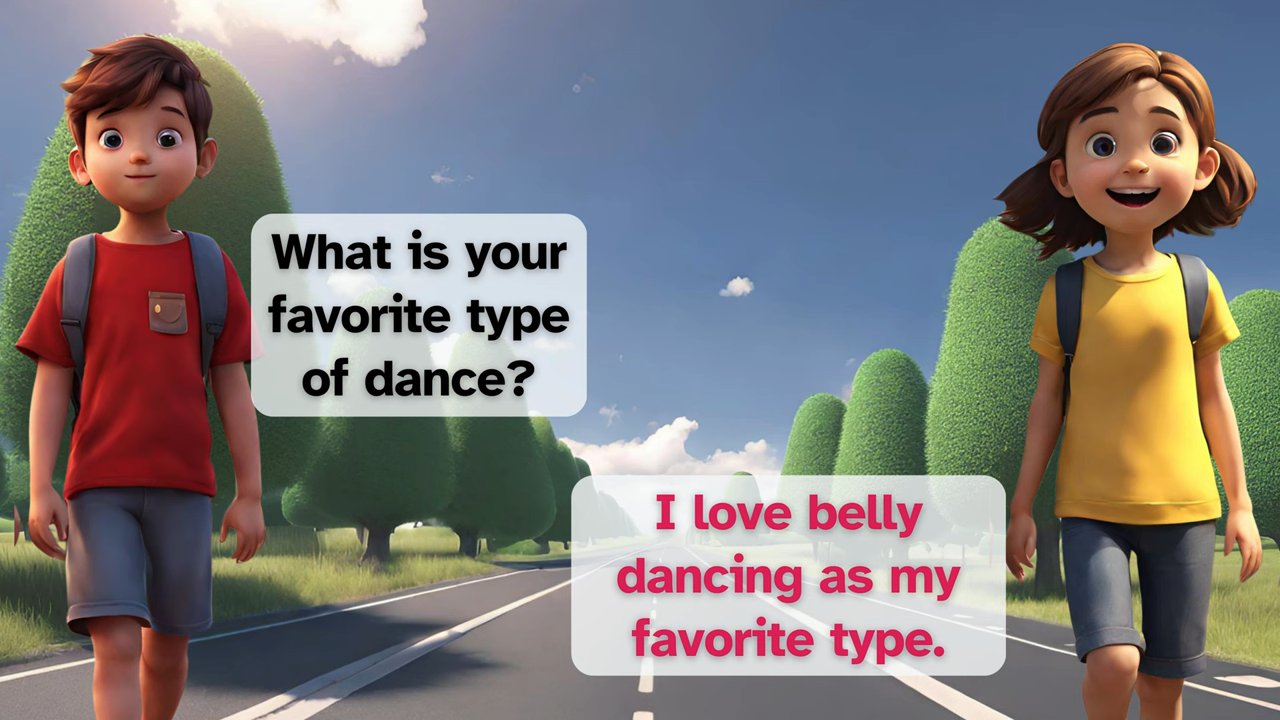 What is your
favorite type
of dance?
I love belly
dancing as my
favorite type.